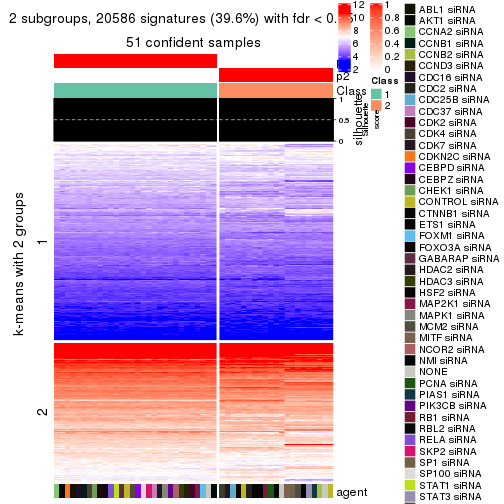 2 subgroups, 20586 signatures (39.6%) with fdr < 0.
51 confident samples
p2
Class
silhouette
1
0.5
0
k-means with 2 groups
1
2
agent
12
10
8
6
4
2
1
0.8
0.6
0.4
0.2
0
Class
1
2
Silhouette
score
ABL1 siRNA
AKT1 siRNA
CCNA2 siRNA
CCNB1 siRNA
CCNB2 siRNA
CCND3 siRNA
CDC16 siRNA
CDC2 siRNA
CDC25B siRNA
CDC37 siRNA
CDK2 siRNA
CDK4 siRNA
CDK7 siRNA
CDKN2C siRNA
CEBPD siRNA
CEBPZ siRNA
CHEK1 siRNA
CONTROL siRNA
CTNNB1 siRNA
ETS1 siRNA
FOXM1 siRNA
FOXO3A siRNA
GABARAP siRNA
HDAC2 siRNA
HDAC3 siRNA
HSF2 siRNA
MAP2K1 siRNA
MAPK1 siRNA
MCM2 siRNA
MITF siRNA
NCOR2 siRNA
NMI siRNA
NONE
PCNA siRNA
PIAS1 siRNA
PIK3CB siRNA
RB1 siRNA
RBL2 siRNA
RELA siRNA
SKP2 siRNA
SP1 siRNA
SP100 siRNA
STAT1 siRNA
STAT3 siRNA